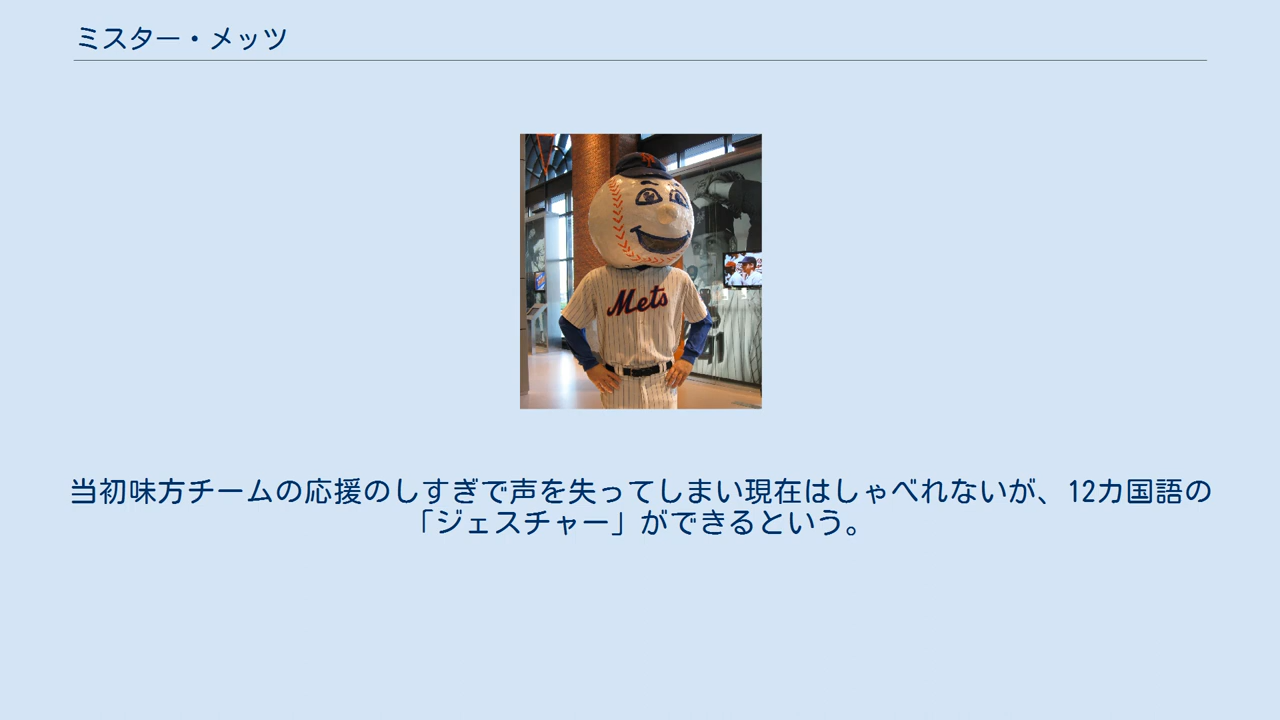 ミスター・メッツ
Mets
当初味方チームの応援のしすぎで声を失ってしまい現在はしゃべれないが、12カ国語の
「ジェスチャー」ができるという。